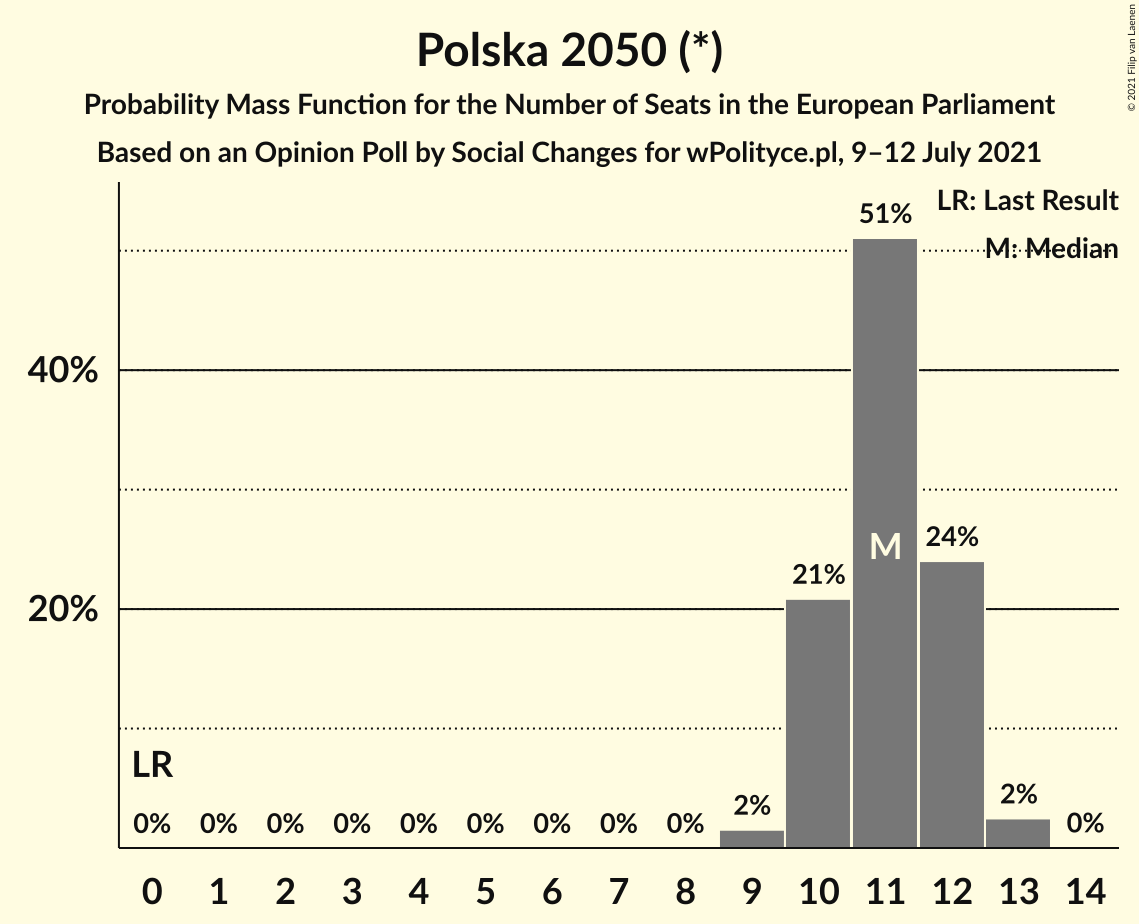 Polska 2050 (*)
Probability Mass Function for the Number of Seats in the European Parliament
Based on an Opinion Poll by Social Changes for wPolityce.pl, 9–12 July 2021
© 2021 Filip van Laenen
LR: Last Result
M: Median
51%
40%
M
24%
21%
20%
LR
0% 0% 0% 0% 0% 0% 0% 0% 0% 2% 2% 0%
0 1 2 3 4 5 6 7 8 9 10 11 12 13 14